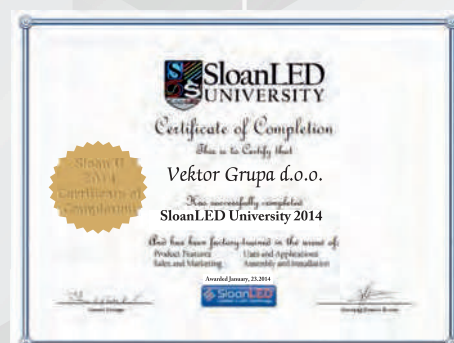 SloanLED
UNIVERSITY
Certificate of Completion
This is to Certify that
Vektor Grupa d.o.o.
Has successfully completed
SloanLED University 2014
And has been factory-trained in the areas of:
Product Features
Uses and Applications
Sales and Marketing
Assembly and Installation
Awarded January, 23.2014
SloanLED
Sloan U
2014
Certificate of
Completion